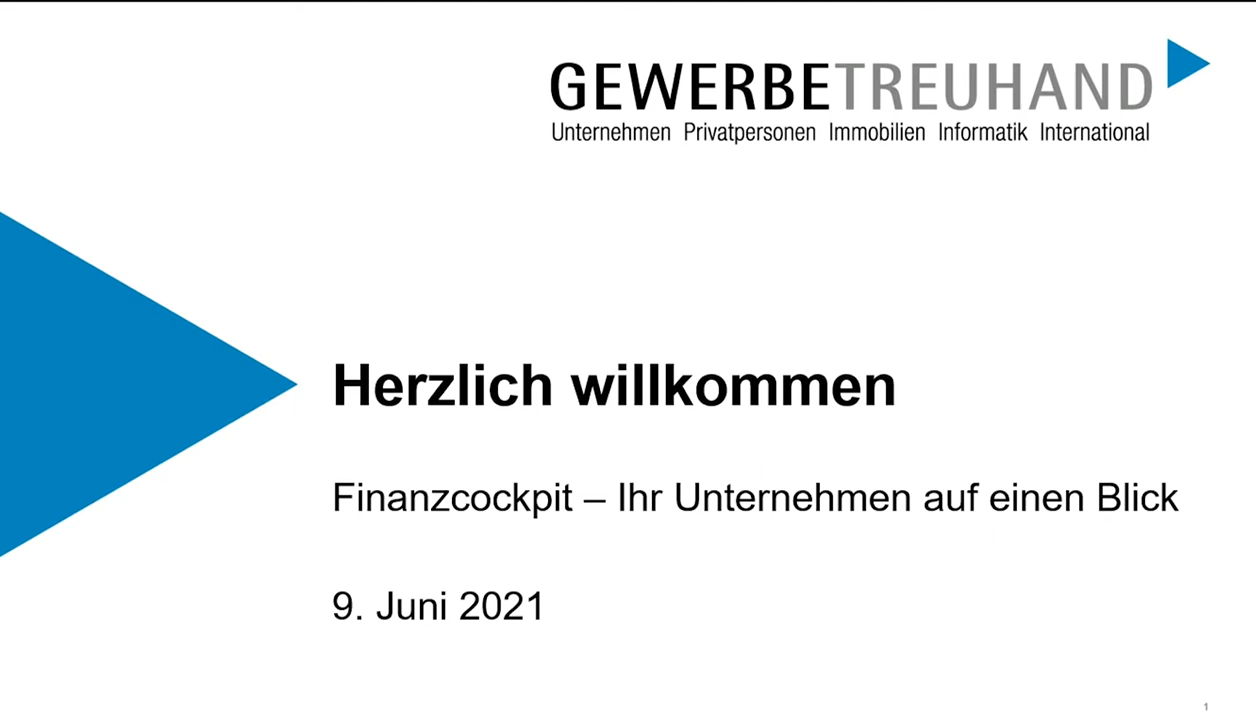 GEWERBETREUHAND
Unternehmen Privatpersonen Immobilien Informatik International
Herzlich willkommen
Finanzcockpit – Ihr Unternehmen auf einen Blick
9. Juni 2021
1